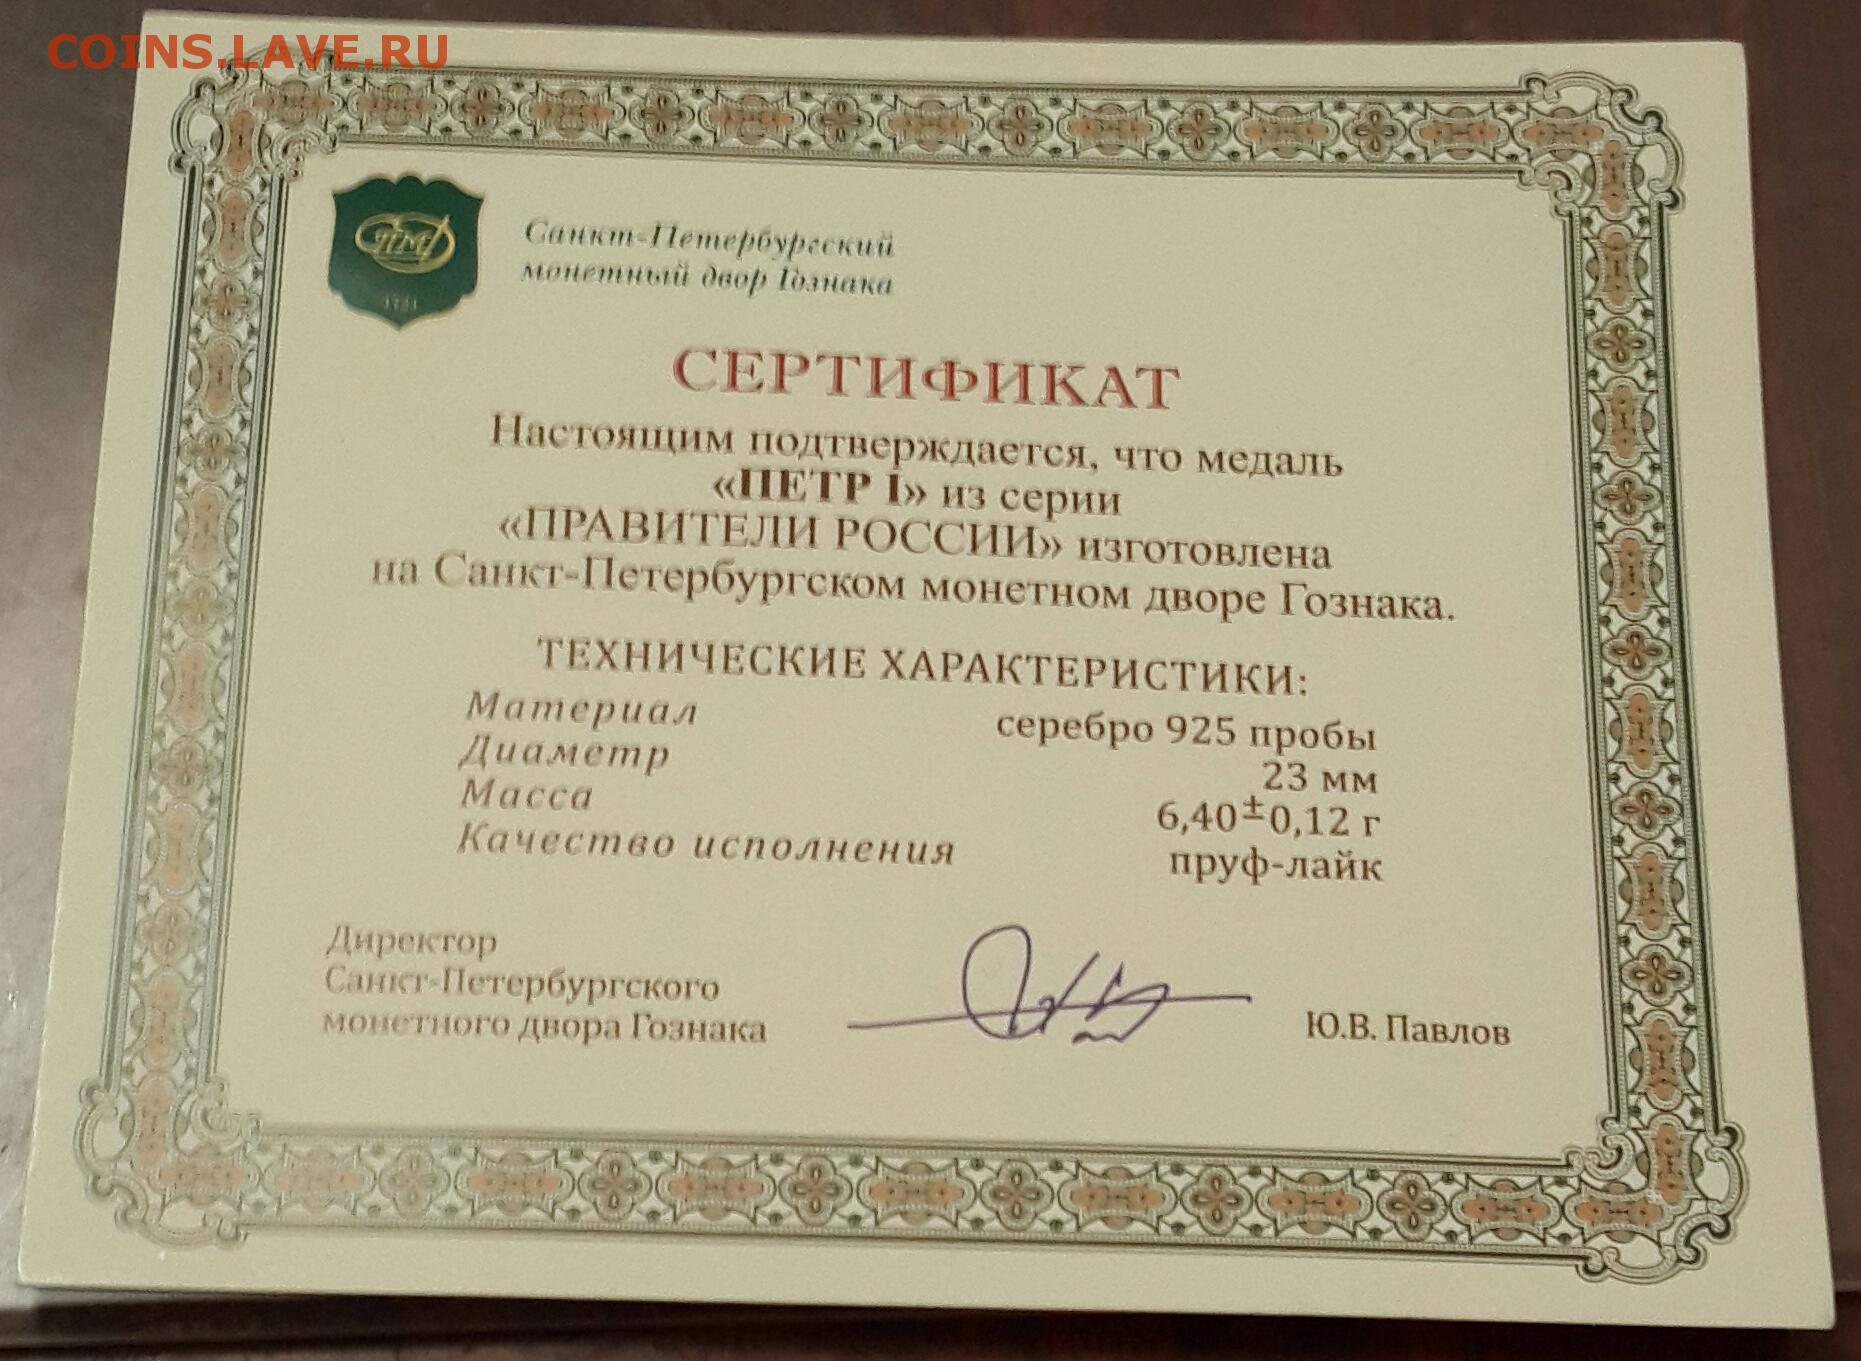 COINS.LAVE.RU
СПМД
1724
Санкт-Петербургский
монетный двор Гознака
СЕРТИФИКАТ
Настоящим подтверждается, что медаль
«ПЕТР I» из серии
«ПРАВИТЕЛИ РОССИИ» изготовлена
на Санкт-Петербургском монетном дворе Гознака.
ТЕХНИЧЕСКИЕ ХАРАКТЕРИСТИКИ:
Материал серебро 925 пробы
Диаметр 23 мм
Масса 6,40±0,12 г
Качество исполнения пруф-лайк
Директор
Санкт-Петербургского
монетного двора Гознака Ю.В. Павлов